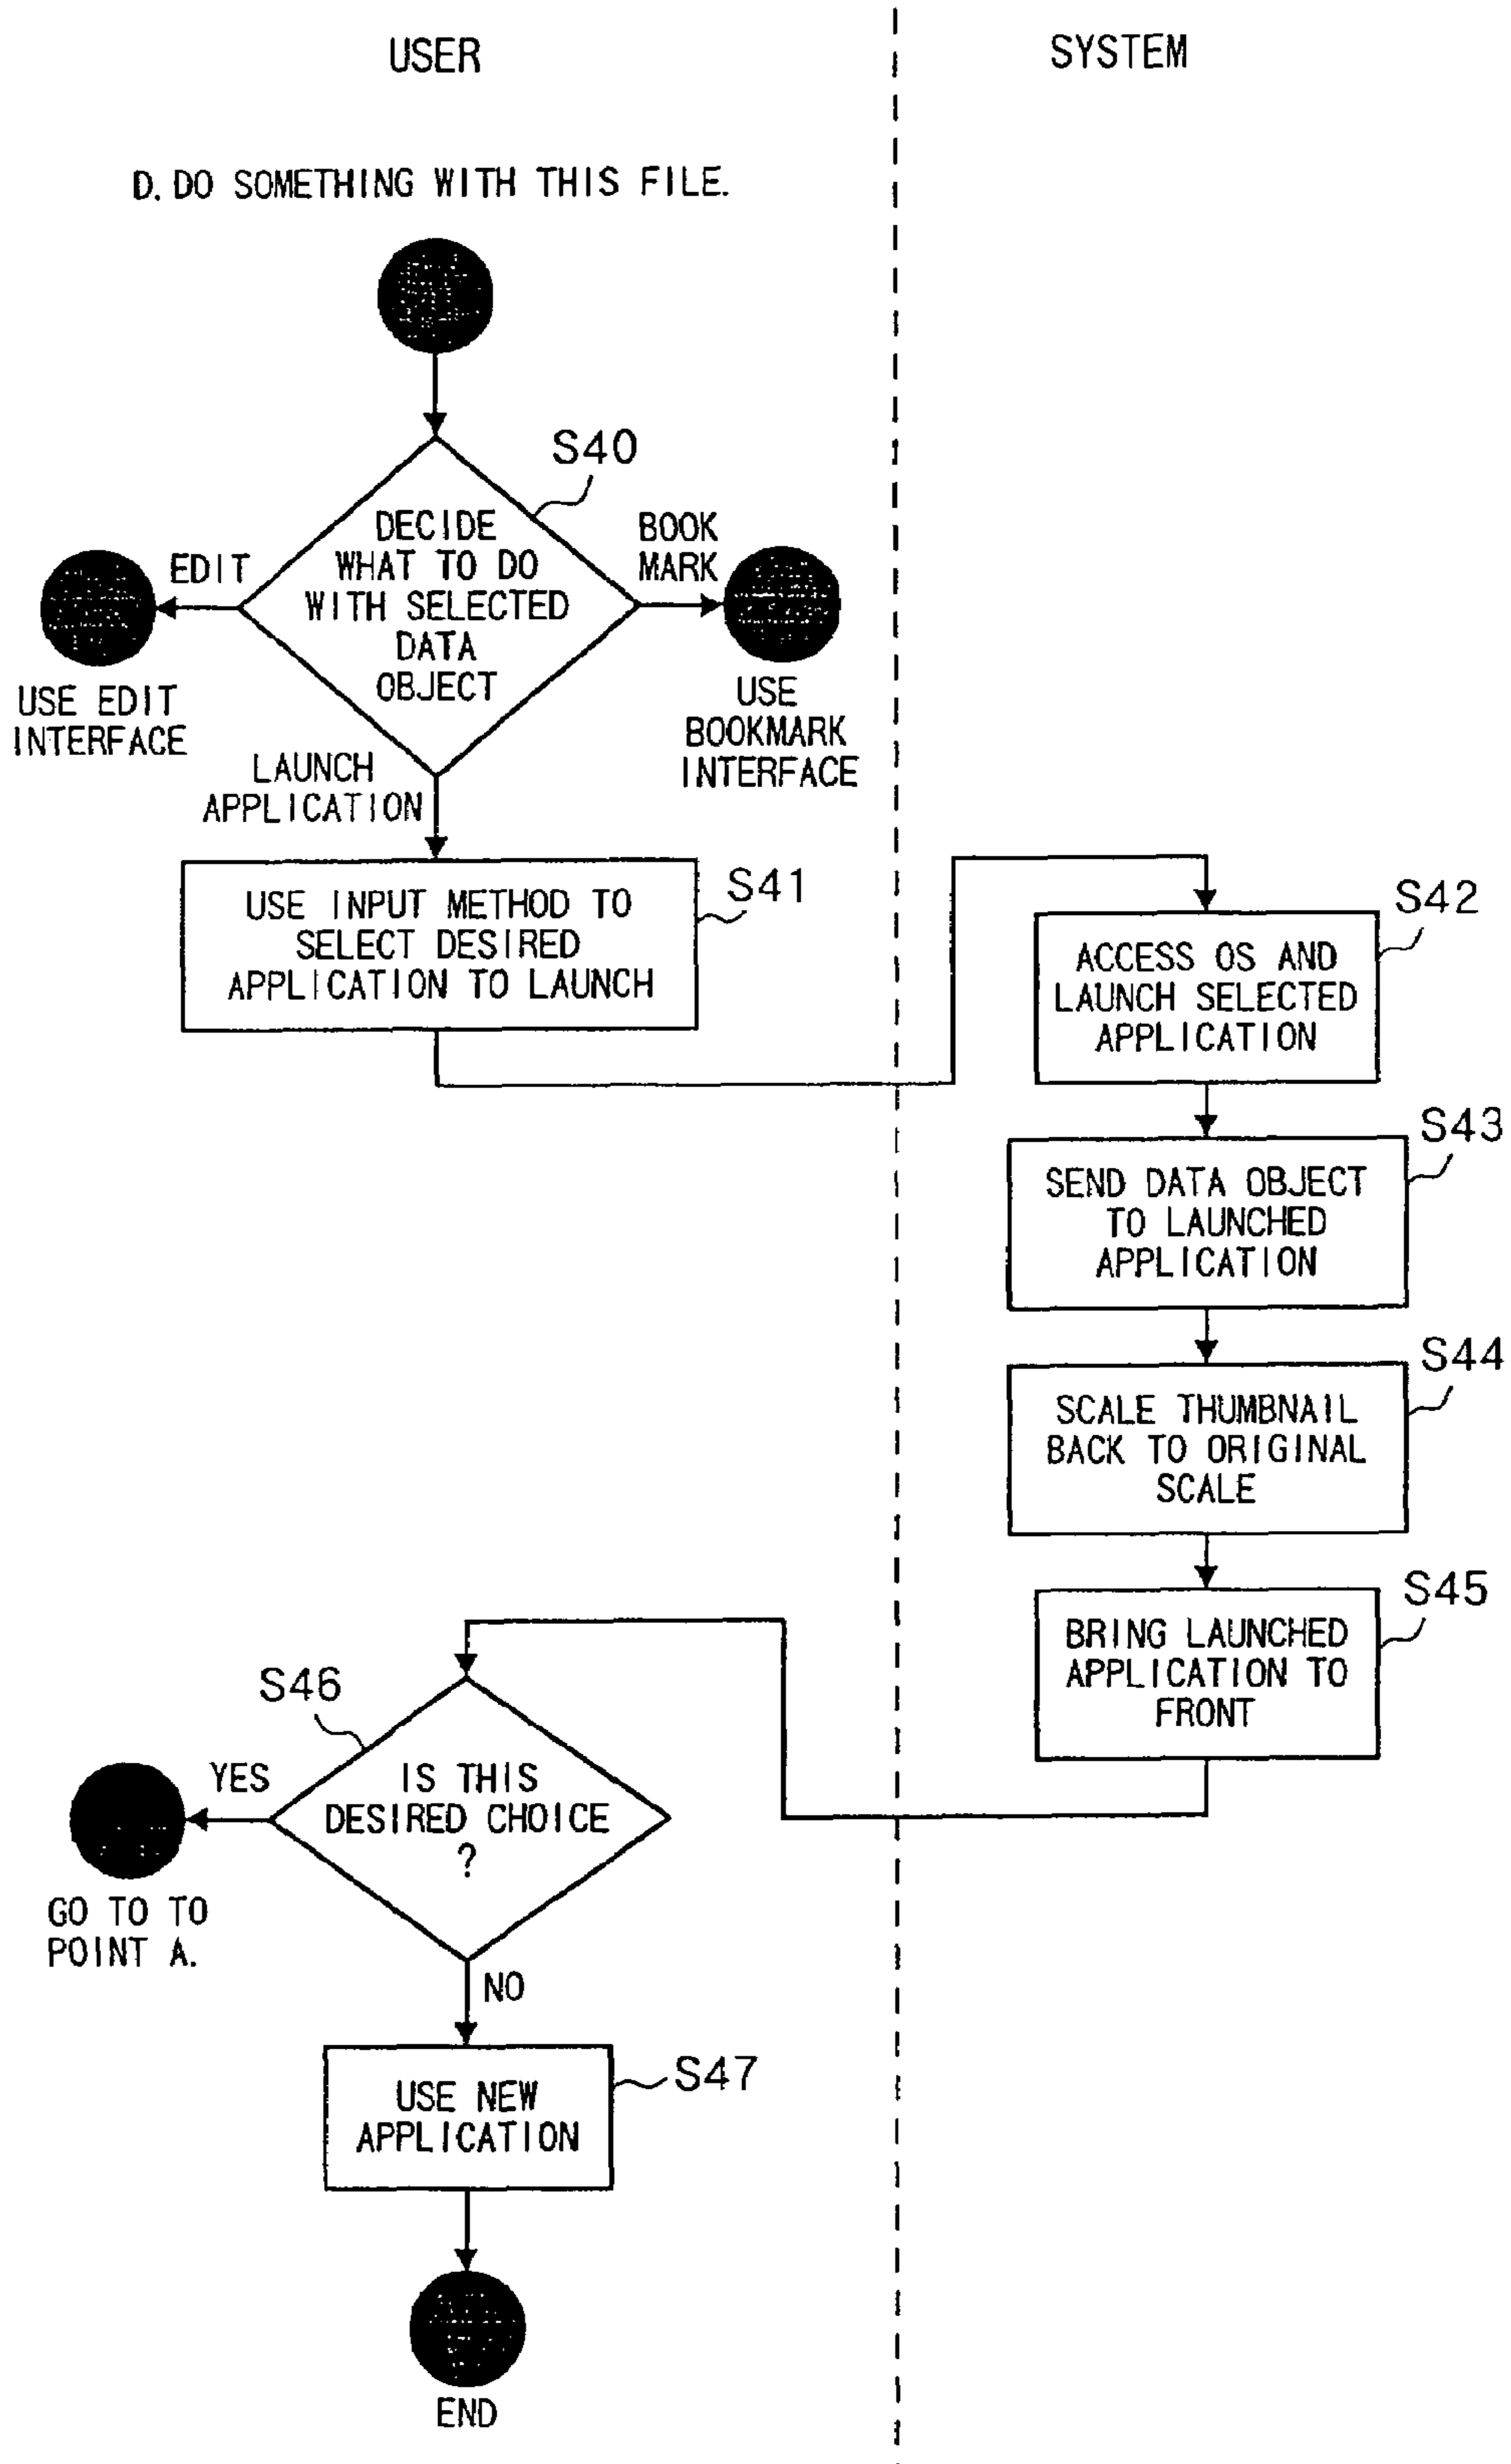 USER
SYSTEM
D. DO SOMETHING WITH THIS FILE.
S40
DECIDE
WHAT TO DO
WITH SELECTED
DATA
OBJECT
EDIT
USE EDIT
INTERFACE
BOOK
MARK
USE
BOOKMARK
INTERFACE
LAUNCH
APPLICATION
S41
USE INPUT METHOD TO
SELECT DESIRED
APPLICATION TO LAUNCH
S42
ACCESS OS AND
LAUNCH SELECTED
APPLICATION
S43
SEND DATA OBJECT
TO LAUNCHED
APPLICATION
S44
SCALE THUMBNAIL
BACK TO ORIGINAL
SCALE
S45
BRING LAUNCHED
APPLICATION TO
FRONT
S46
IS THIS
DESIRED CHOICE
?
YES
GO TO TO
POINT A.
NO
S47
USE NEW
APPLICATION
END